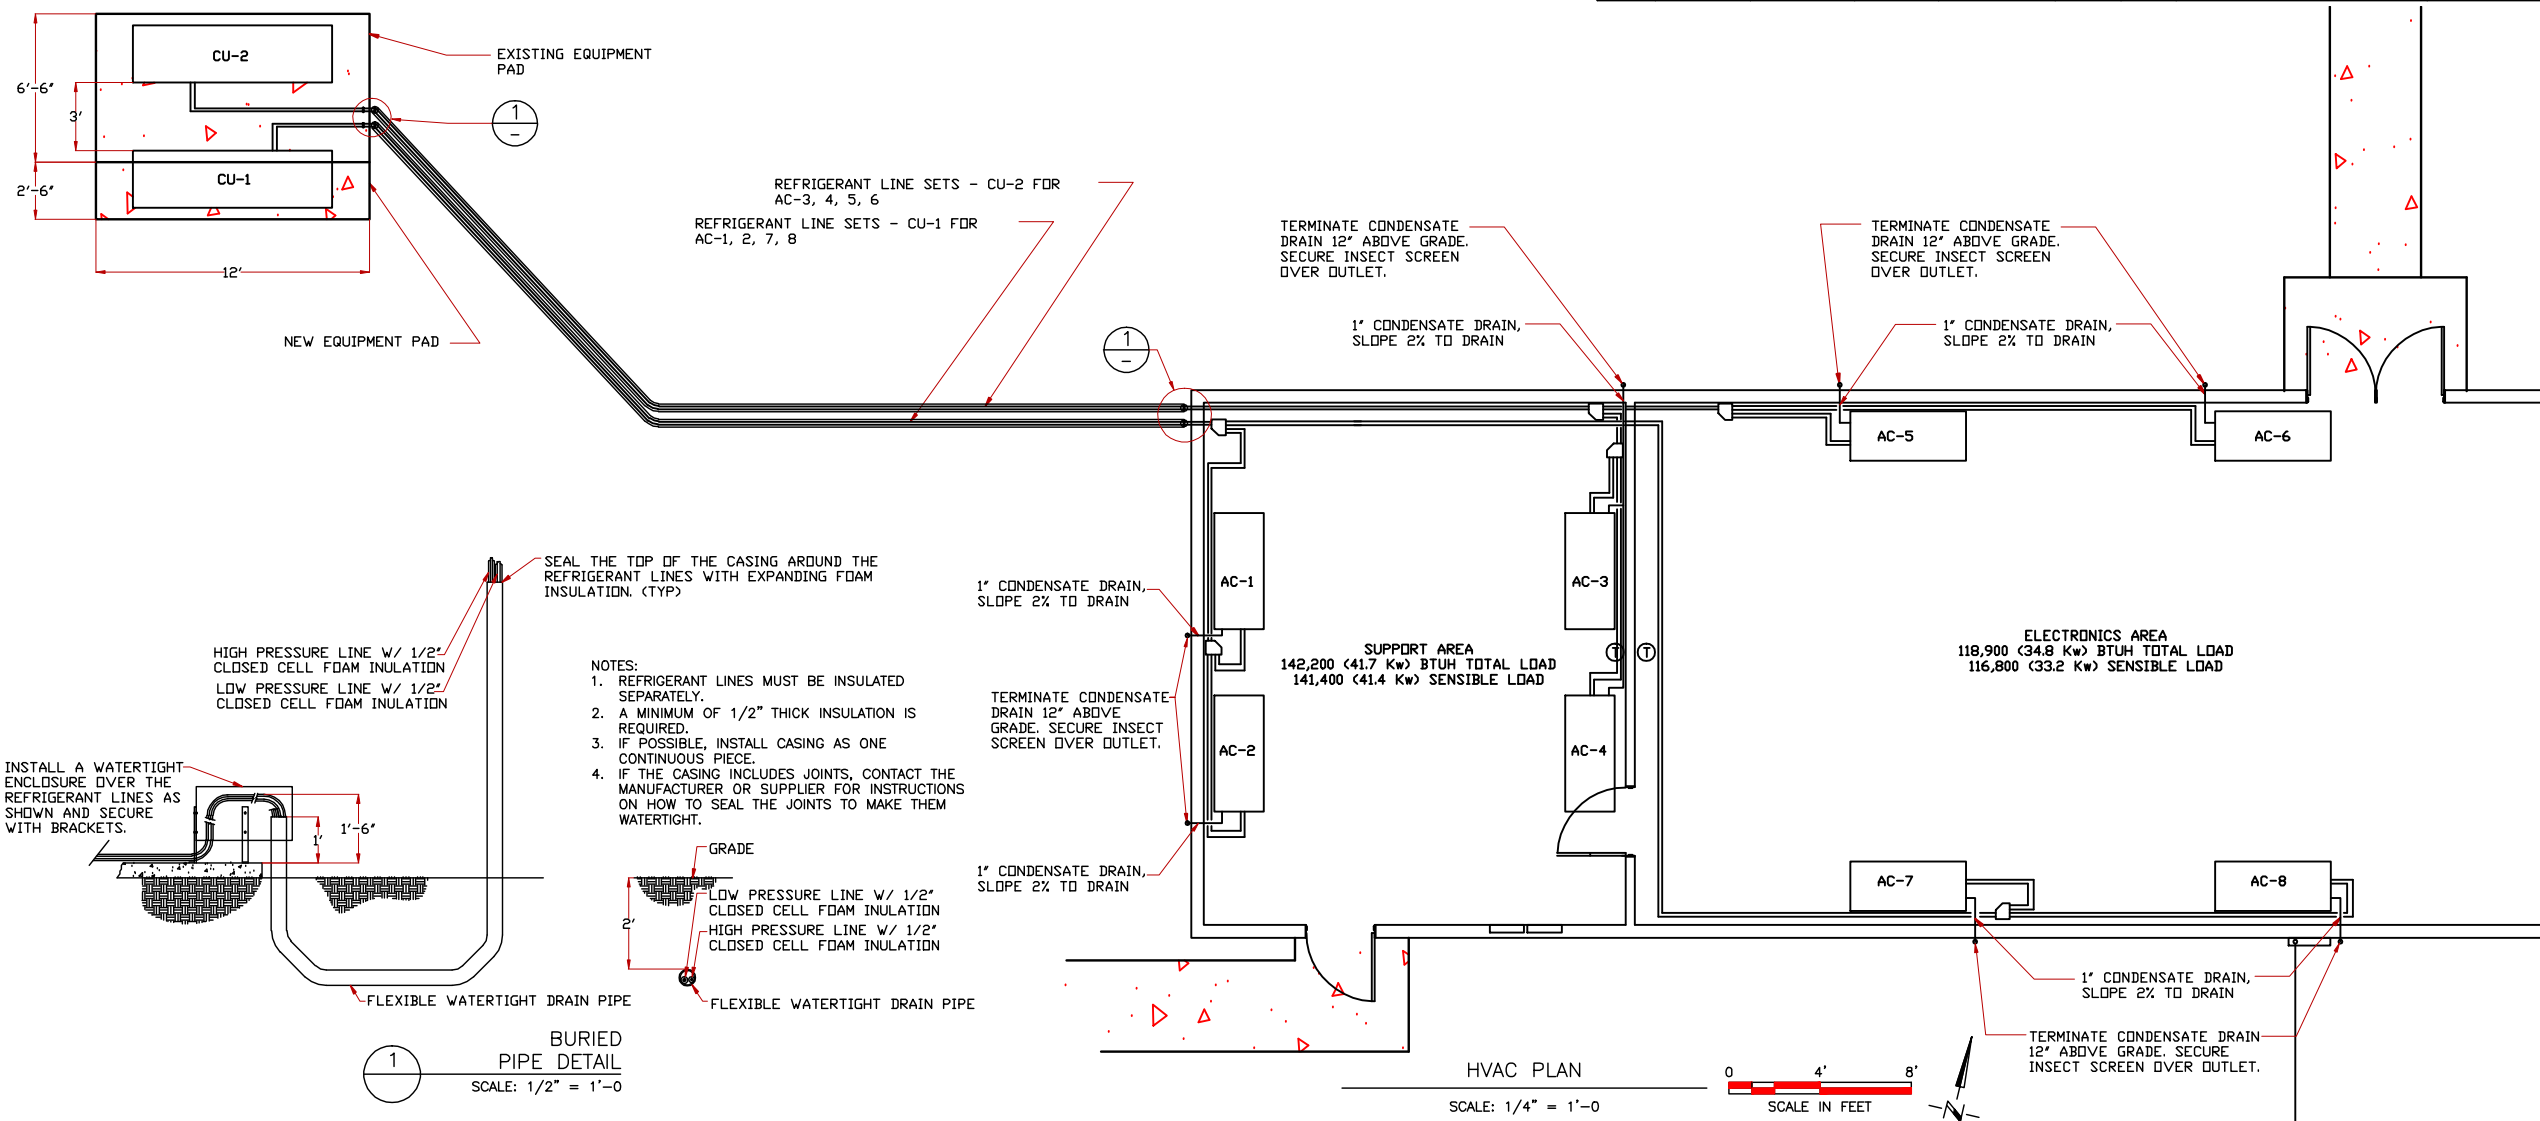 CU-2
EXISTING EQUIPMENT
PAD
6'-6"
3'
1
-
2'-6"
CU-1
12'
NEW EQUIPMENT PAD
REFRIGERANT LINE SETS - CU-2 FOR
AC-3, 4, 5, 6
REFRIGERANT LINE SETS - CU-1 FOR
AC-1, 2, 7, 8
TERMINATE CONDENSATE
DRAIN 12" ABOVE GRADE.
SECURE INSECT SCREEN
OVER OUTLET.
TERMINATE CONDENSATE
DRAIN 12" ABOVE GRADE.
SECURE INSECT SCREEN
OVER OUTLET.
1" CONDENSATE DRAIN,
SLOPE 2% TO DRAIN
1" CONDENSATE DRAIN,
SLOPE 2% TO DRAIN
1
-
AC-5
AC-6
AC-1
AC-3
1" CONDENSATE DRAIN,
SLOPE 2% TO DRAIN
SUPPORT AREA
142,200 (41.7 Kw) BTUH TOTAL LOAD
141,400 (41.4 Kw) SENSIBLE LOAD
T
T
ELECTRONICS AREA
118,900 (34.8 Kw) BTUH TOTAL LOAD
116,800 (33.2 Kw) SENSIBLE LOAD
TERMINATE CONDENSATE
DRAIN 12" ABOVE
GRADE. SECURE INSECT
SCREEN OVER OUTLET.
AC-2
AC-4
1" CONDENSATE DRAIN,
SLOPE 2% TO DRAIN
AC-7
AC-8
1" CONDENSATE DRAIN,
SLOPE 2% TO DRAIN
TERMINATE CONDENSATE DRAIN
12" ABOVE GRADE. SECURE
INSECT SCREEN OVER OUTLET.
SEAL THE TOP OF THE CASING AROUND THE
REFRIGERANT LINES WITH EXPANDING FOAM
INSULATION. (TYP)
HIGH PRESSURE LINE W/ 1/2"
CLOSED CELL FOAM INULATION
LOW PRESSURE LINE W/ 1/2"
CLOSED CELL FOAM INULATION
NOTES:
1. REFRIGERANT LINES MUST BE INSULATED
SEPARATELY.
2. A MINIMUM OF 1/2" THICK INSULATION IS
REQUIRED.
3. IF POSSIBLE, INSTALL CASING AS ONE
CONTINUOUS PIECE.
4. IF THE CASING INCLUDES JOINTS, CONTACT THE
MANUFACTURER OR SUPPLIER FOR INSTRUCTIONS
ON HOW TO SEAL THE JOINTS TO MAKE THEM
WATERTIGHT.
INSTALL A WATERTIGHT
ENCLOSURE OVER THE
REFRIGERANT LINES AS
SHOWN AND SECURE
WITH BRACKETS.
1'
1'-6"
GRADE
2'
LOW PRESSURE LINE W/ 1/2"
CLOSED CELL FOAM INULATION
HIGH PRESSURE LINE W/ 1/2"
CLOSED CELL FOAM INULATION
FLEXIBLE WATERTIGHT DRAIN PIPE
FLEXIBLE WATERTIGHT DRAIN PIPE
1
BURIED
PIPE DETAIL
SCALE: 1/2" = 1'-0
HVAC PLAN
SCALE: 1/4" = 1'-0
0 4' 8'
SCALE IN FEET
N